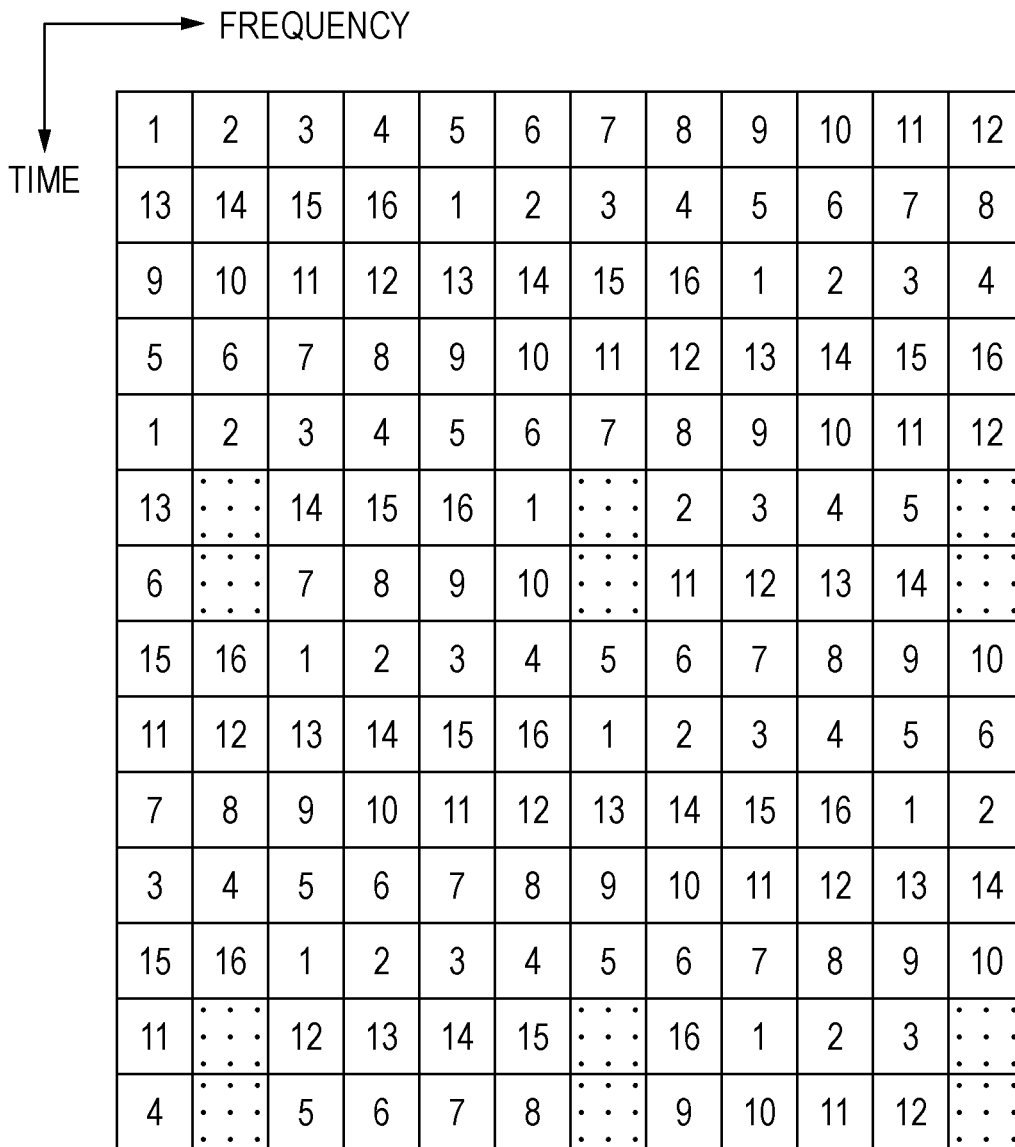 FREQUENCY
TIME
1 2 3 4 5 6 7 8 9 10 11 12
13 14 15 16 1 2 3 4 5 6 7 8
9 10 11 12 13 14 15 16 1 2 3 4
5 6 7 8 9 10 11 12 13 14 15 16
1 2 3 4 5 6 7 8 9 10 11 12
13 14 15 16 1 2 3 4 5
6 7 8 9 10 11 12 13 14
15 16 1 2 3 4 5 6 7 8 9 10
11 12 13 14 15 16 1 2 3 4 5 6
7 8 9 10 11 12 13 14 15 16 1 2
3 4 5 6 7 8 9 10 11 12 13 14
15 16 1 2 3 4 5 6 7 8 9 10
11 12 13 14 15 16 1 2 3
4 5 6 7 8 9 10 11 12